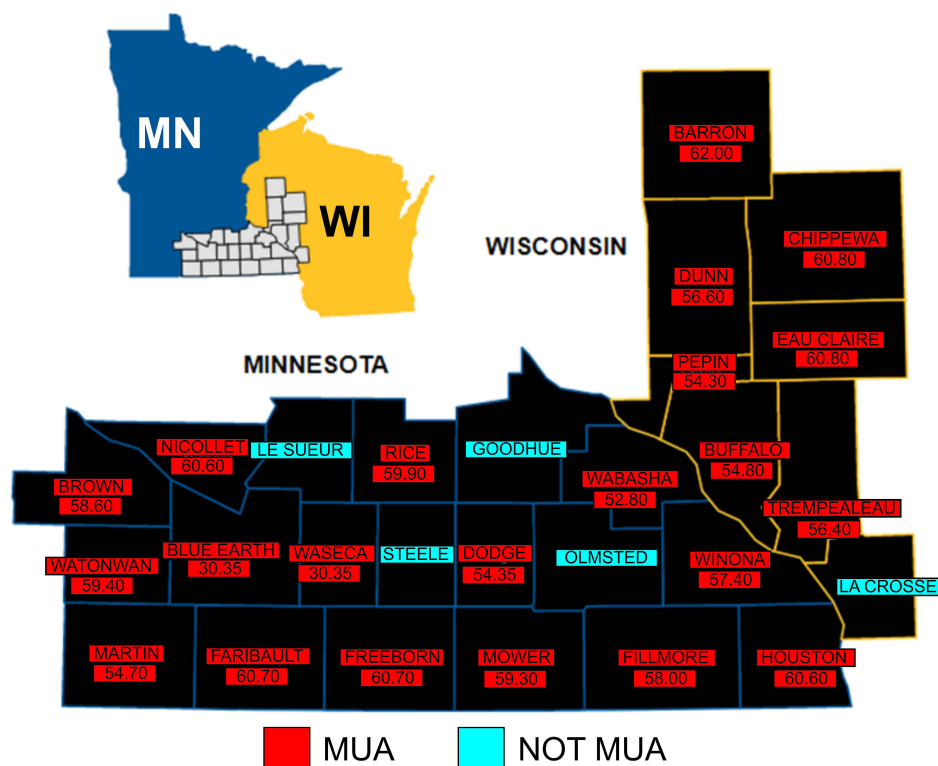 MN
WI
WISCONSIN
MINNESOTA
BARRON
62.00
CHIPPEWA
60.80
DUNN
56.60
EAU CLAIRE
60.80
PEPIN
54.30
NICOLLET
60.60
LE SUEUR
RICE
59.90
GOODHUE
BUFFALO
54.80
WABASHA
52.80
BROWN
58.60
TREMPEALEAU
56.40
WATONWAN
59.40
BLUE EARTH
30.35
WASECA
30.35
STEELE
DODGE
54.35
OLMSTED
WINONA
57.40
LA CROSSE
MARTIN
54.70
FARIBAULT
60.70
FREEBORN
60.70
MOWER
59.30
FILLMORE
58.00
HOUSTON
60.60
MUA
NOT MUA